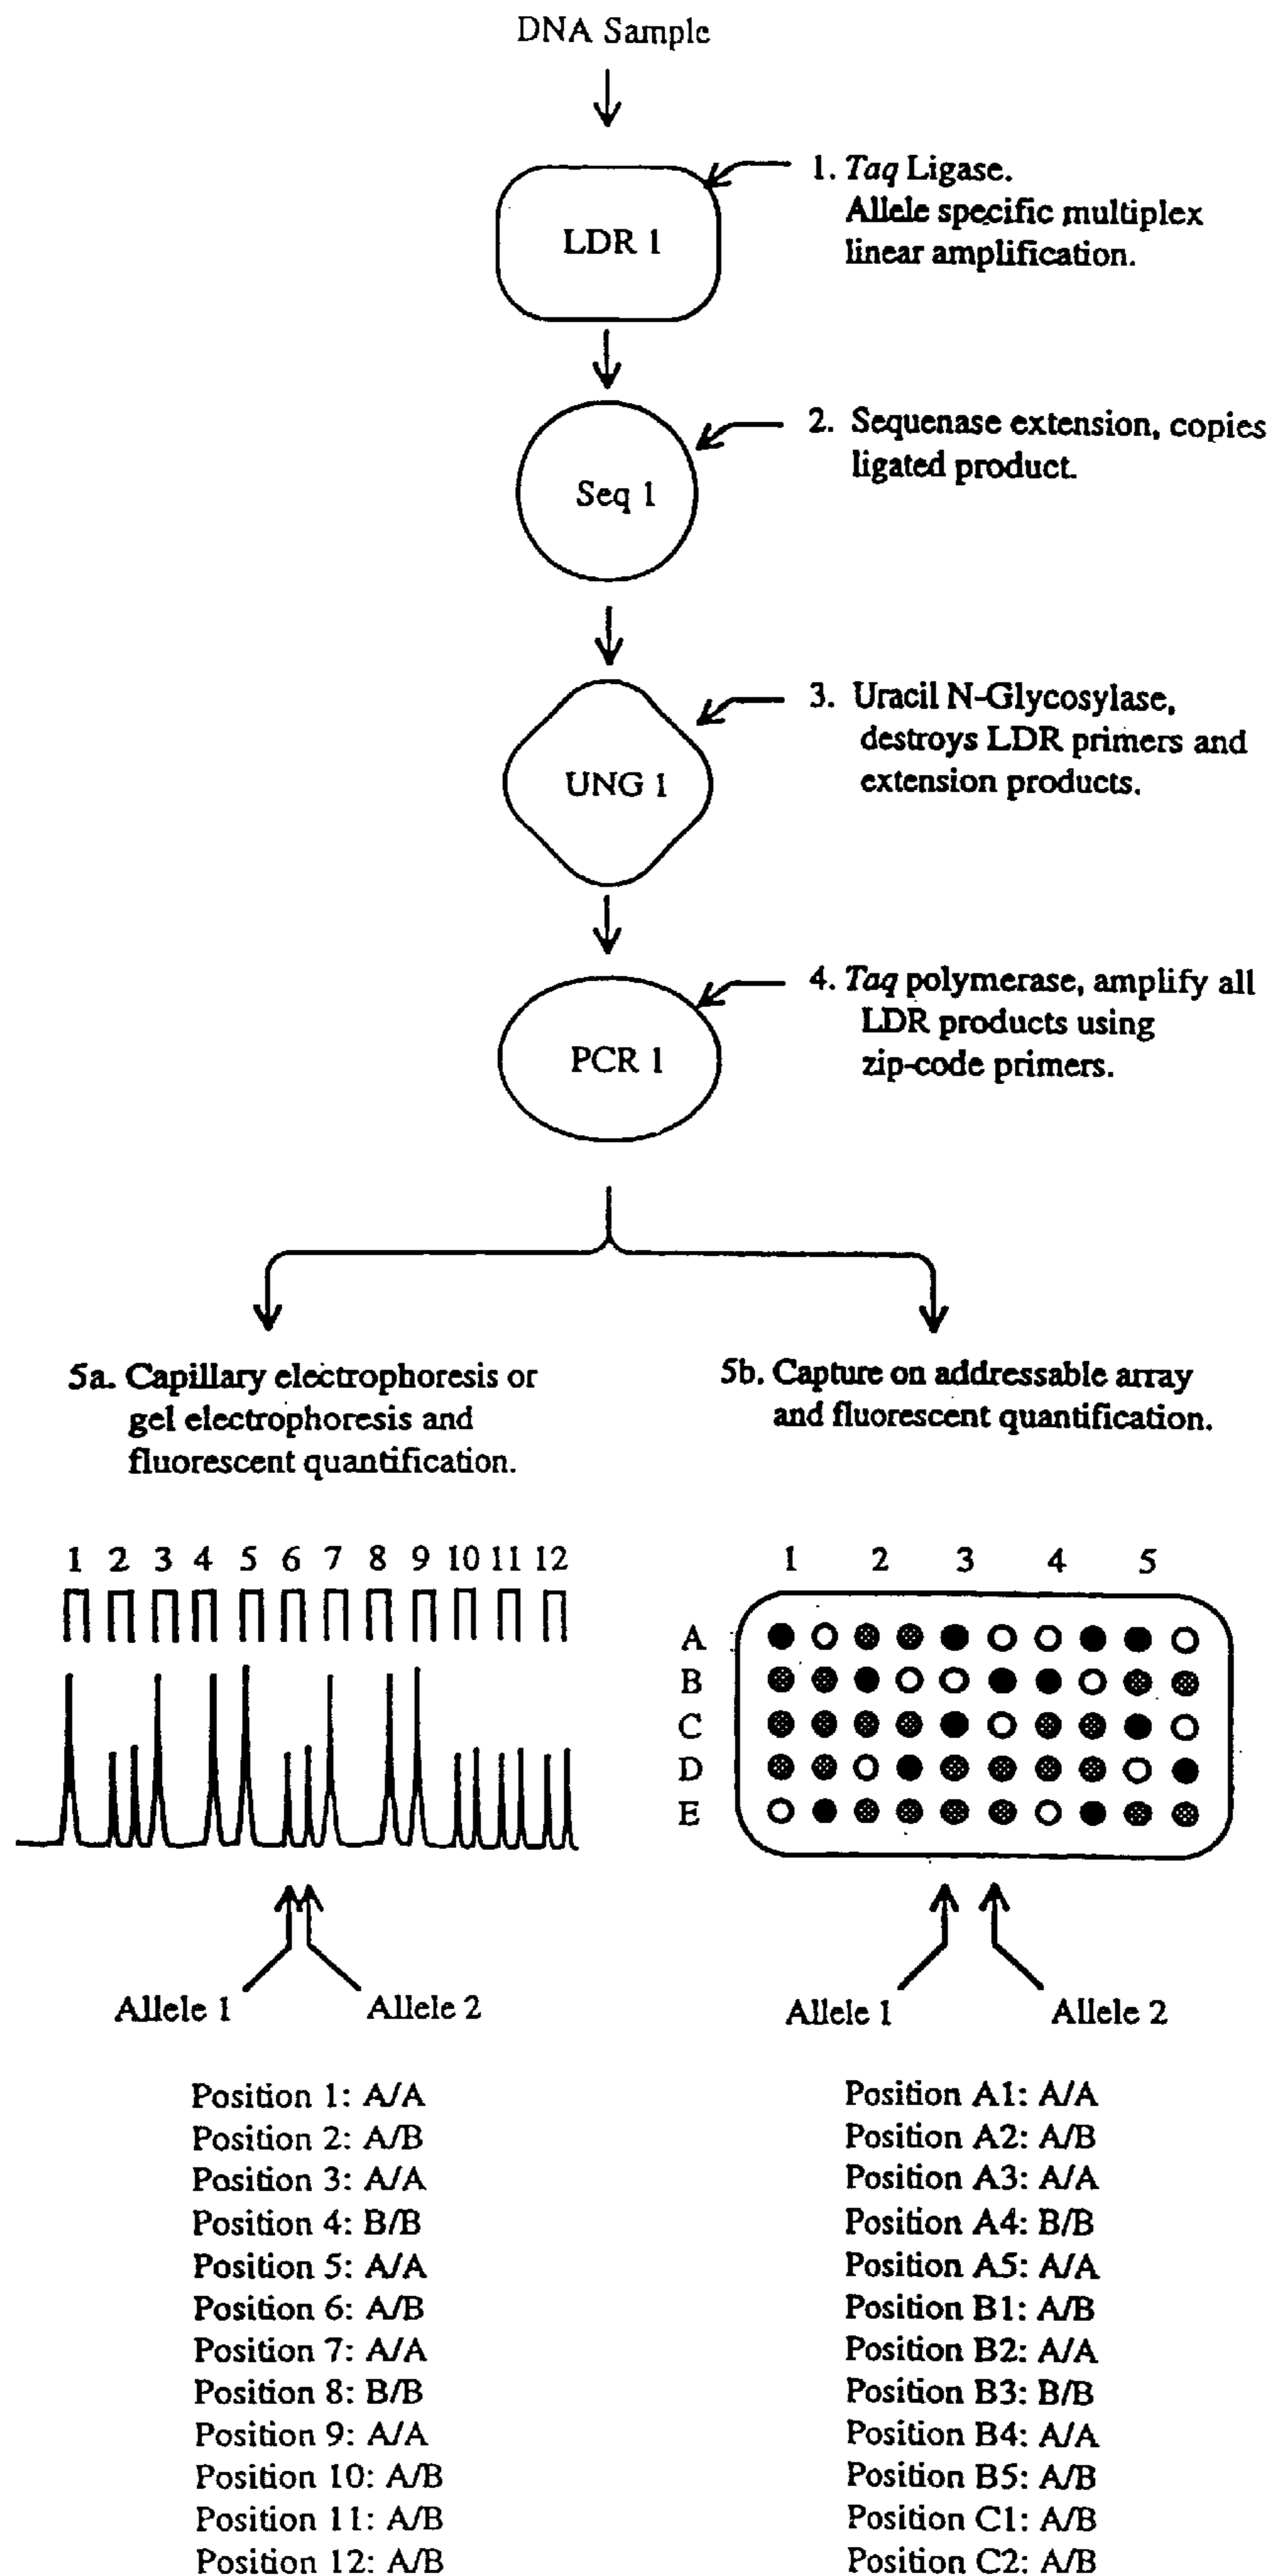 DNA Sample
LDR 1
1. Taq Ligase.
Allele specific multiplex
linear amplification.
Seq 1
2. Sequenase extension, copies
ligated product.
UNG 1
3. Uracil N-Glycosylase,
destroys LDR primers and
extension products.
PCR 1
4. Taq polymerase, amplify all
LDR products using
zip-code primers.
5a. Capillary electrophoresis or
gel electrophoresis and
fluorescent quantification.
1 2 3 4 5 6 7 8 9 10 11 12
Allele 1 Allele 2
Position 1: A/A
Position 2: A/B
Position 3: A/A
Position 4: B/B
Position 5: A/A
Position 6: A/B
Position 7: A/A
Position 8: B/B
Position 9: A/A
Position 10: A/B
Position 11: A/B
Position 12: A/B
5b. Capture on addressable array
and fluorescent quantification.
1 2 3 4 5
A
B
C
D
E
Allele 1 Allele 2
Position A1: A/A
Position A2: A/B
Position A3: A/A
Position A4: B/B
Position A5: A/A
Position B1: A/B
Position B2: A/A
Position B3: B/B
Position B4: A/A
Position B5: A/B
Position C1: A/B
Position C2: A/B